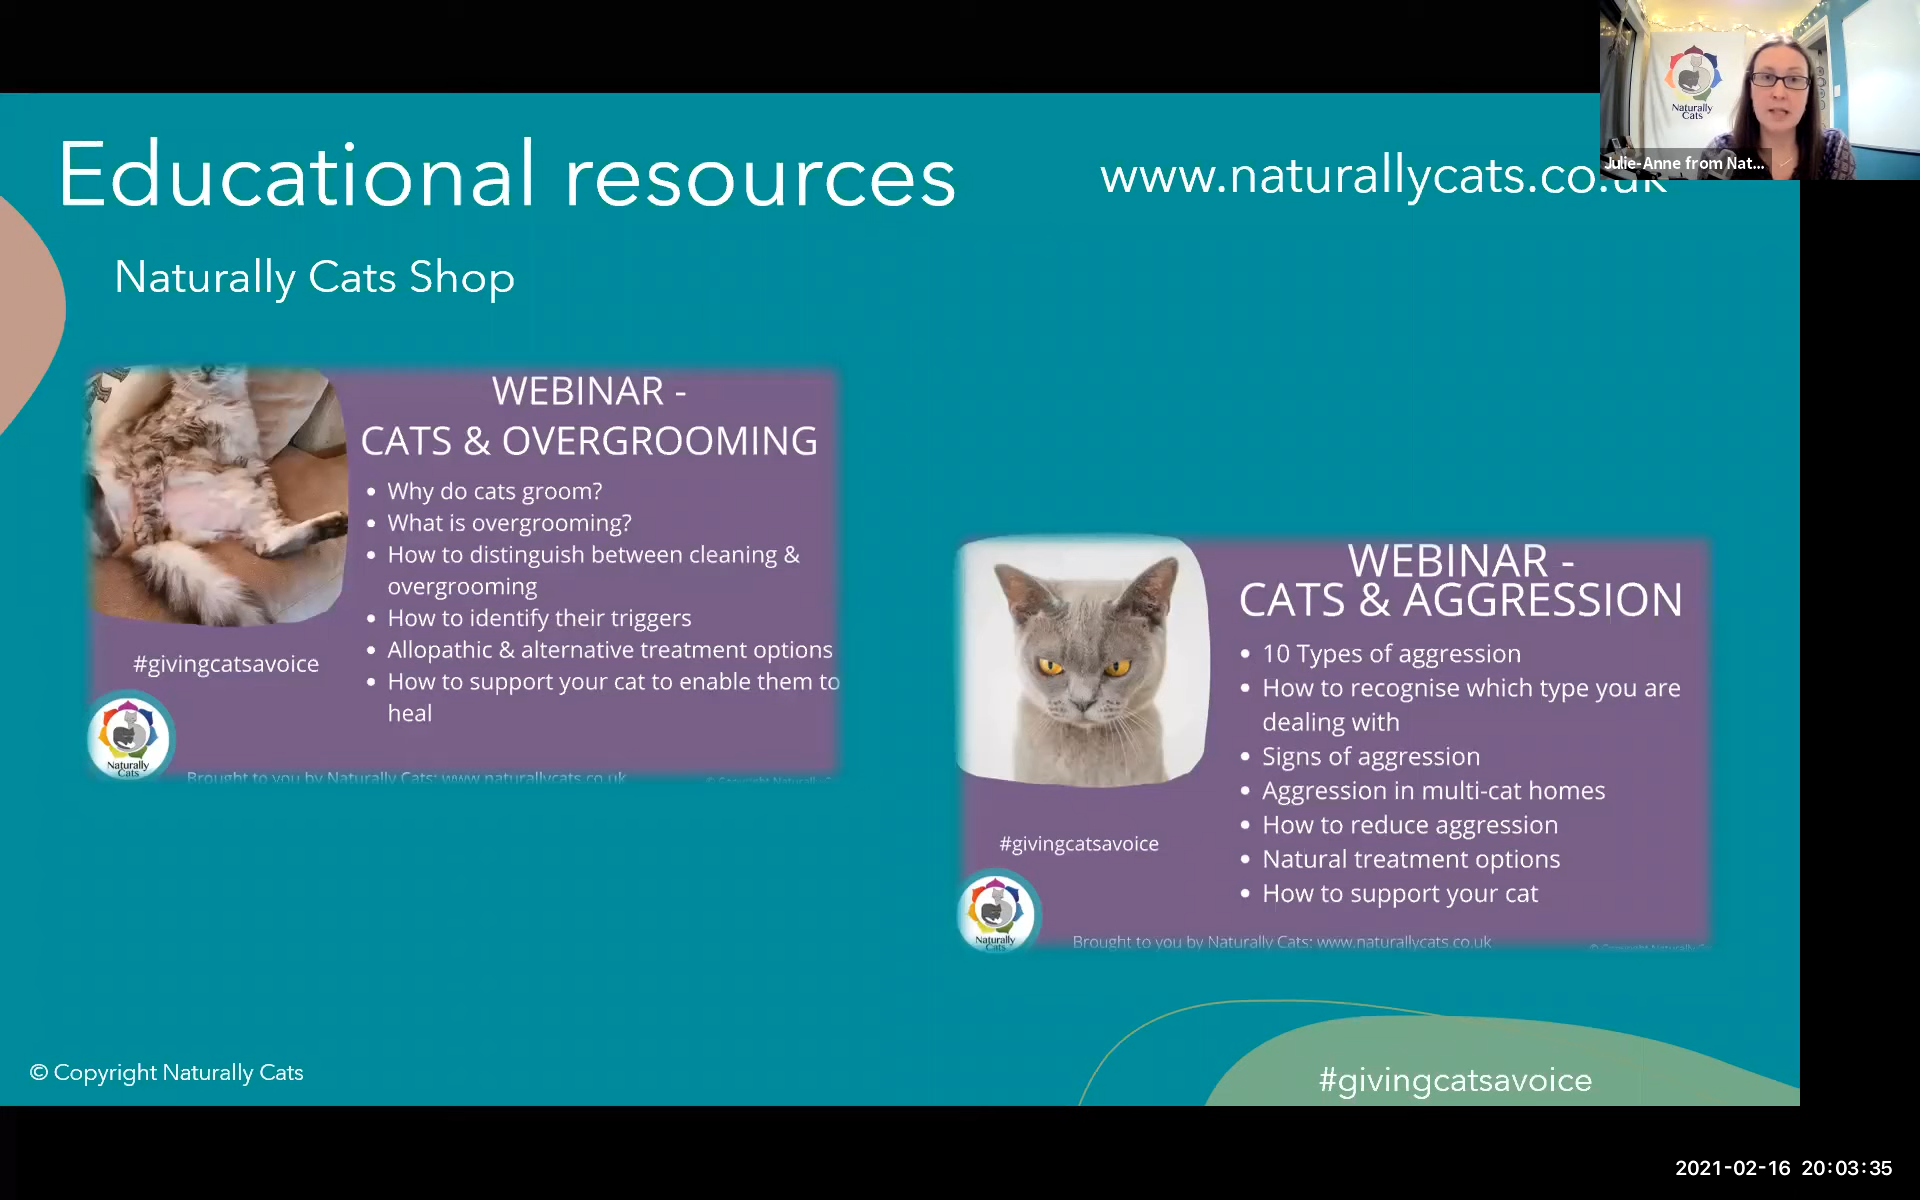 Educational resources
www.naturallycats.co.uk
Naturally
Cats
Julie-Anne from Nat...
Naturally Cats Shop
WEBINAR -
CATS & OVERGROOMING
• Why do cats groom?
• What is overgrooming?
• How to distinguish between cleaning &
overgrooming
• How to identify their triggers
• Allopathic & alternative treatment options
• How to support your cat to enable them to
heal
#givingcatsavoice
Naturally
Cats
Brought to you by Naturally Cats: www.naturallycats.co.uk
WEBINAR -
CATS & AGGRESSION
• 10 Types of aggression
• How to recognise which type you are
dealing with
• Signs of aggression
• Aggression in multi-cat homes
• How to reduce aggression
• Natural treatment options
• How to support your cat
#givingcatsavoice
Naturally
Cats
Brought to you by Naturally Cats: www.naturallycats.co.uk
© Copyright Naturally Cats
#givingcatsavoice
2021-02-16 20:03:35